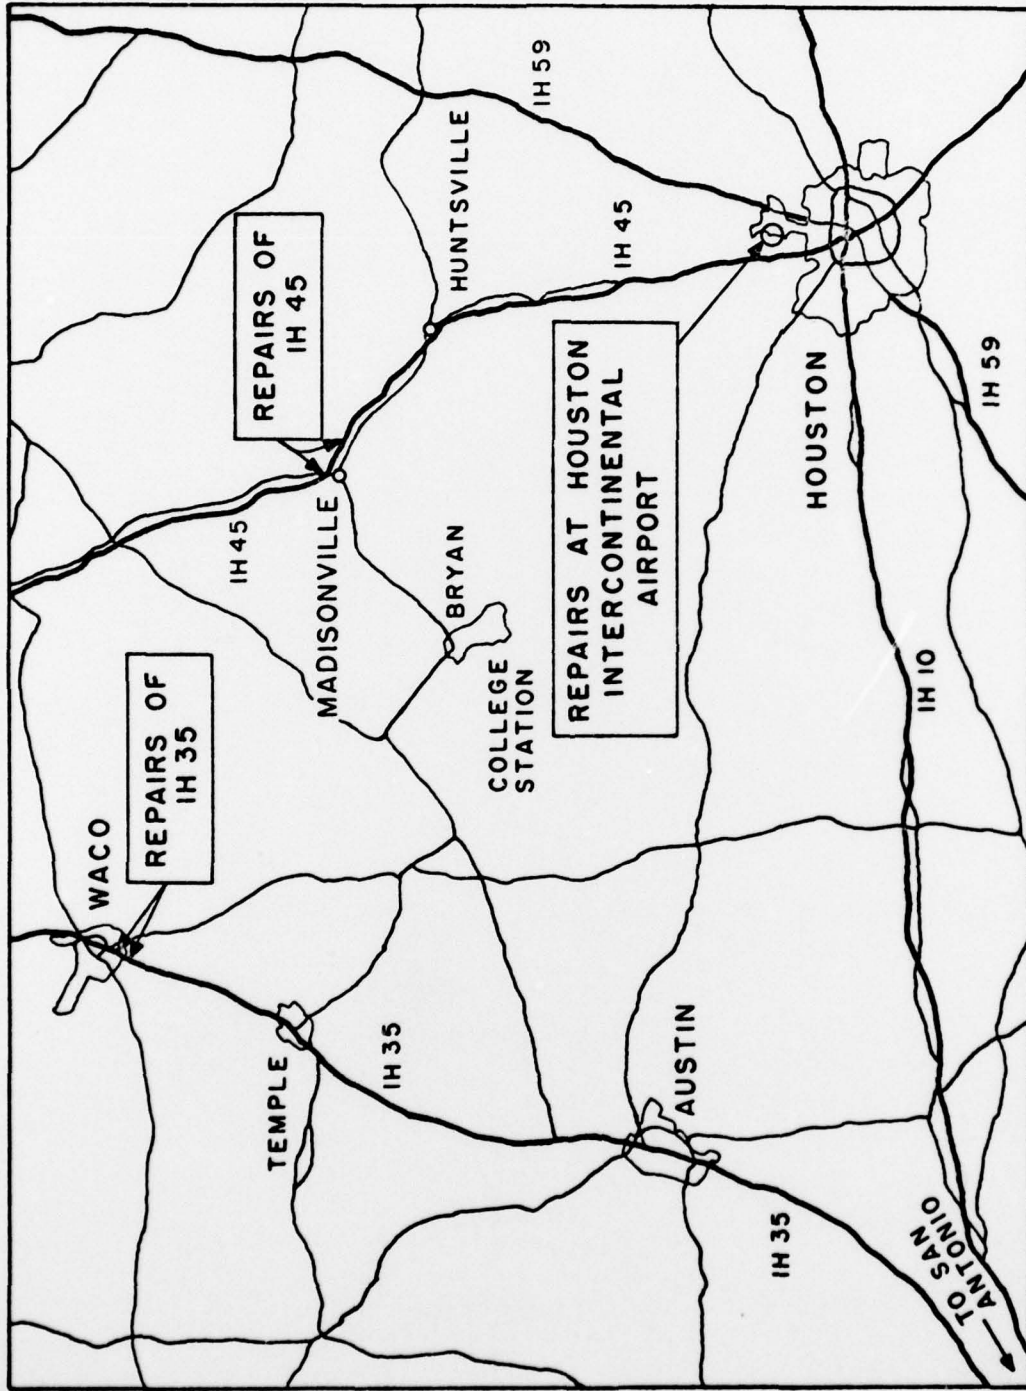 WACO
REPAIRS OF
IH 35
TEMPLE
IH 35
AUSTIN
IH 35
TO SAN
ANTONIO
IH 45
REPAIRS OF
IH 45
MADISONVILLE
HUNTSVILLE
BRYAN
COLLEGE
STATION
IH 59
IH 45
REPAIRS AT HOUSTON
INTERCONTINENTAL
AIRPORT
HOUSTON
IH 10
IH 59